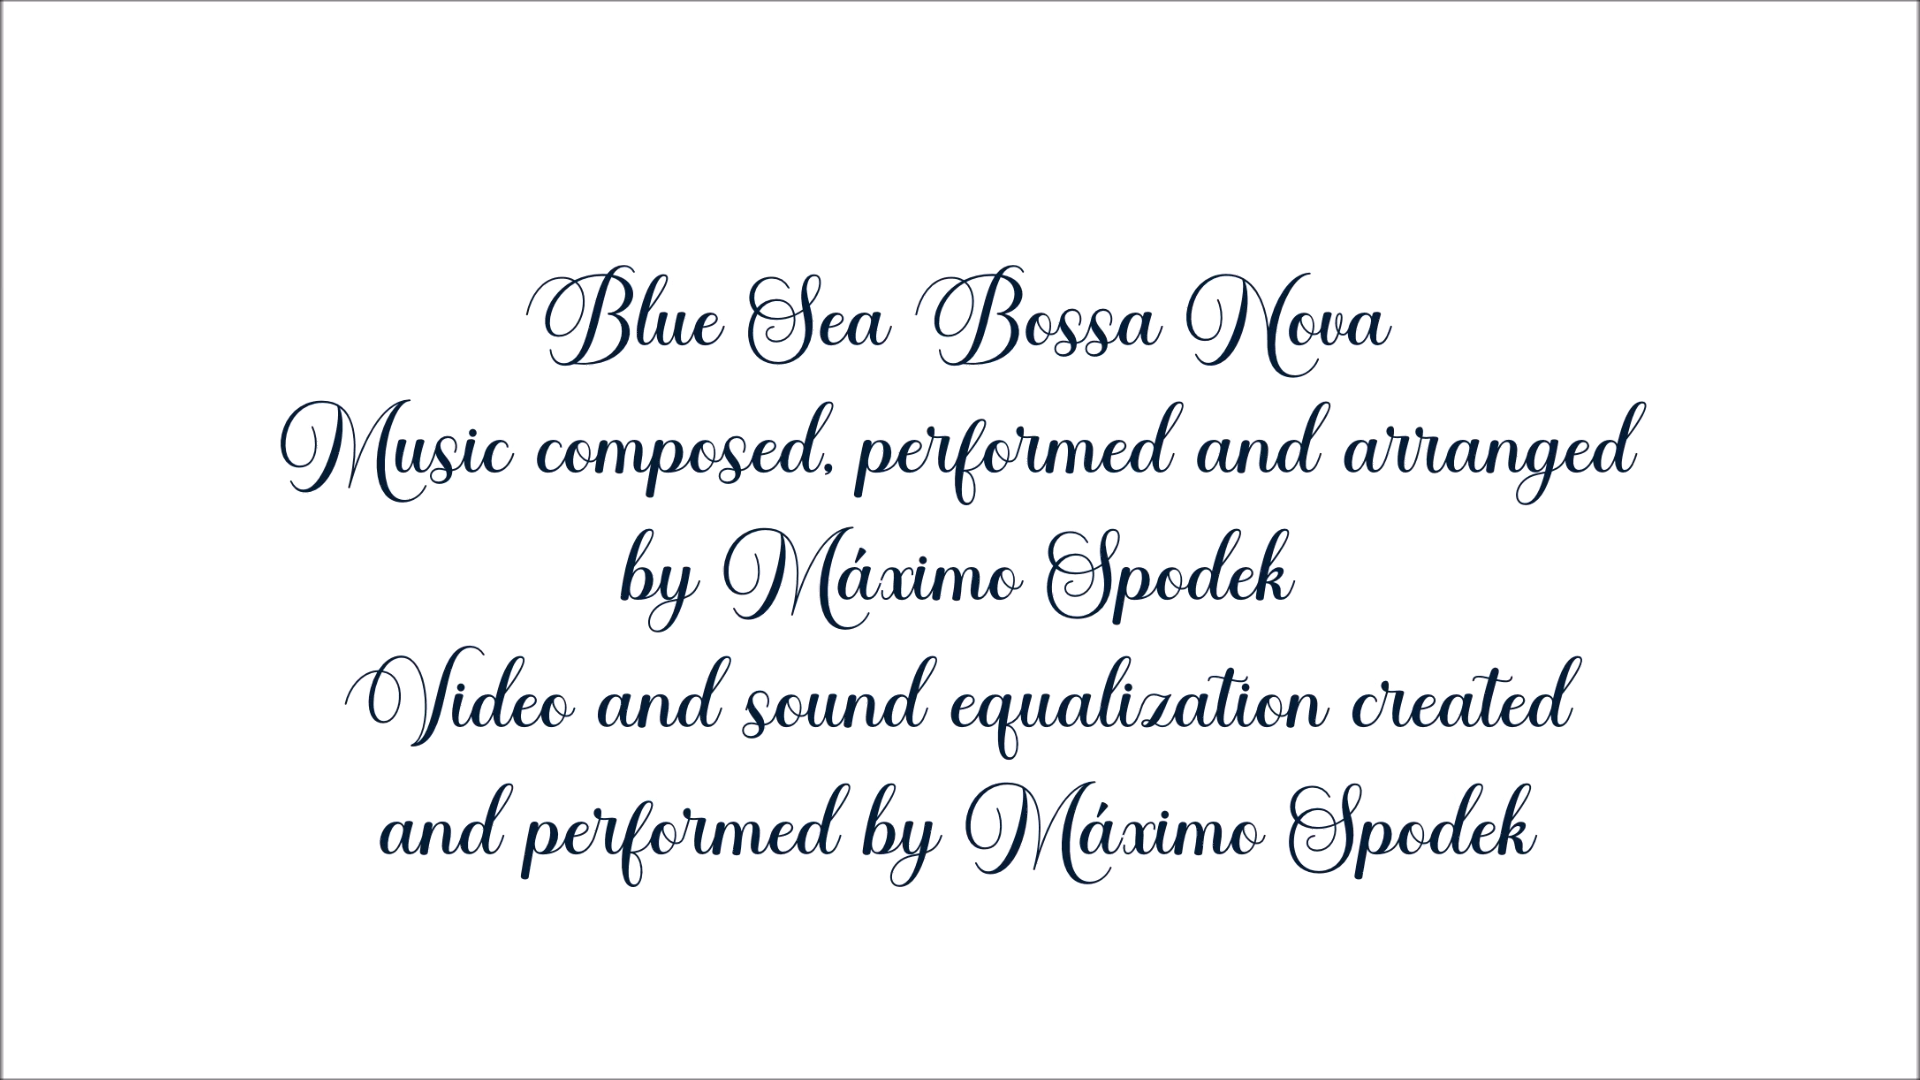 Blue Sea Bossa Nova
Music composed, performed and arranged
by Máximo Spodek
Video and sound equalization created
and performed by Máximo Spodek